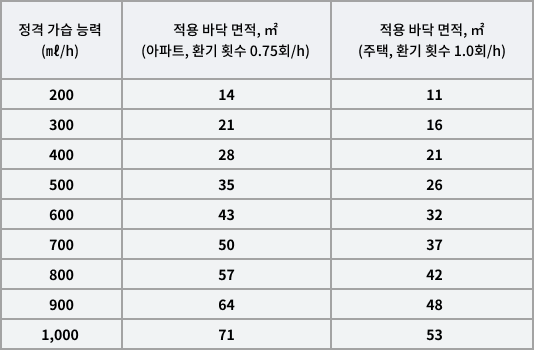 정격 가습 능력 적용 바닥 면적, ㎡ 적용 바닥 면적, ㎡
(㎖/h) (아파트, 환기 횟수 0.75회/h) (주택, 환기 횟수 1.0회/h)
200 14 11
300 21 16
400 28 21
500 35 26
600 43 32
700 50 37
800 57 42
900 64 48
1,000 71 53